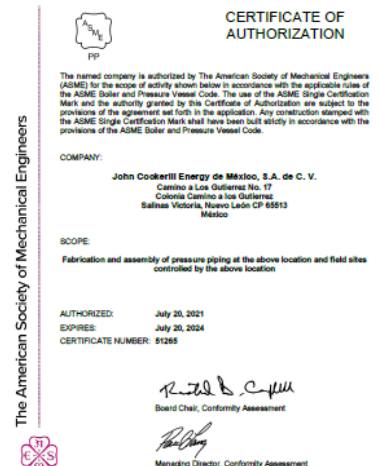 CERTIFICATE OF
AUTHORIZATION
ASME
PP
The named company is authorized by The American Society of Mechanical Engineers
(ASME) for the scope of activity shown below in accordance with the applicable rules of
the ASME Boiler and Pressure Vessel Code. The use of the ASME Single Certification
Mark and the authority granted by this Certificate of Authorization are subject to the
provisions of the agreement set forth in the application. Any construction stamped with
the ASME Single Certification Mark shall have been built strictly in accordance with the
provisions of the ASME Boiler and Pressure Vessel Code.
COMPANY:
John Cockerill Energy de México, S.A. de C. V.
Camino a Los Gutierrez No. 17
Colonia Camino a los Gutierrez
Salinas Victoria, Nuevo León CP 65513
México
SCOPE:
Fabrication and assembly of pressure piping at the above location and field sites
controlled by the above location
AUTHORIZED: July 20, 2021
EXPIRES: July 20, 2024
CERTIFICATE NUMBER: 51265
Board Chair, Conformity Assessment
Managing Director, Conformity Assessment
The American Society of Mechanical Engineers